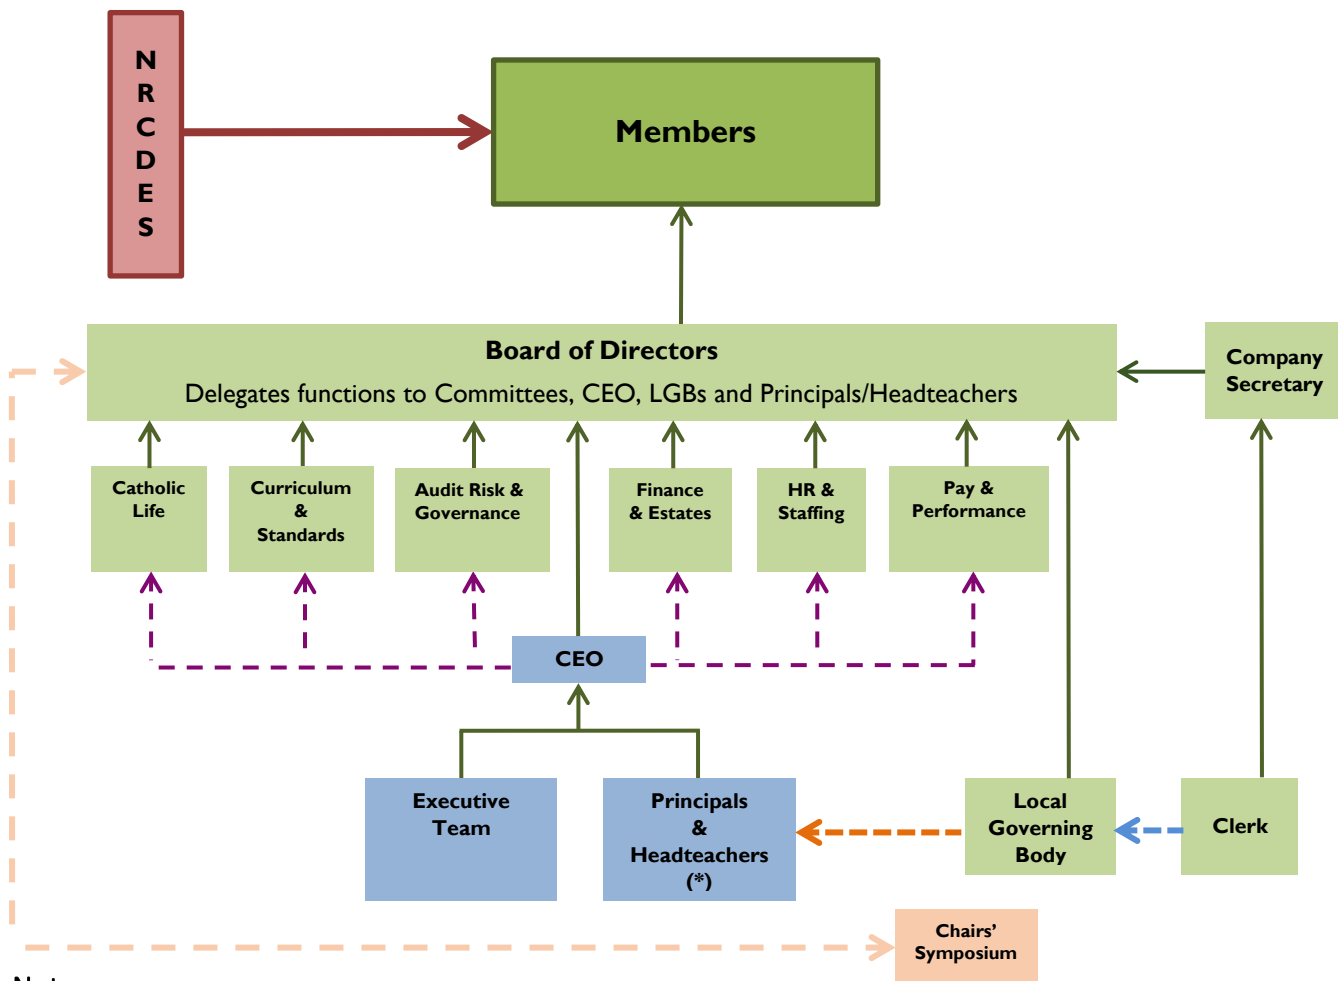 N
R
C
D
E
S
Members
Board of Directors
Delegates functions to Committees, CEO, LGBs and Principals/Headteachers
Company
Secretary
Catholic
Life
Curriculum
&
Standards
Audit Risk &
Governance
Finance
& Estates
HR &
Staffing
Pay &
Performance
CEO
Executive
Team
Principals
&
Headteachers
(*)
Local
Governing
Body
Clerk
Chairs'
Symposium